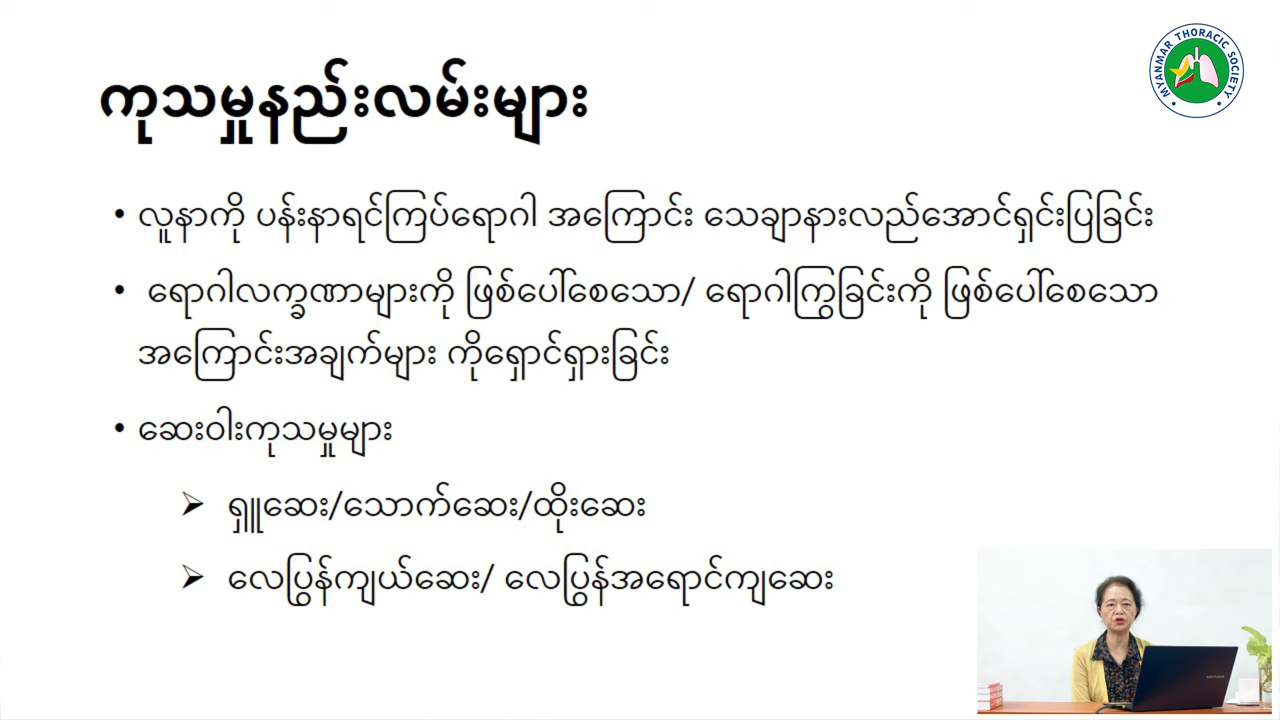 MYANMAR THORACIC SOCIETY
ကုသမှုနည်းလမ်းများ
• လူနာကို ပန်းနာရင်ကြပ်ရောဂါ အကြောင်း သေချာနားလည်အောင်ရှင်းပြခြင်း
• ရောဂါလက္ခဏာများကို ဖြစ်ပေါ်စေသော/ ရောဂါကြွခြင်းကို ဖြစ်ပေါ်စေသော
အကြောင်းအချက်များ ကိုရှောင်ရှားခြင်း
• ဆေးဝါးကုသမှုများ
➢ ရှူဆေး/သောက်ဆေး/ထိုးဆေး
➢ လေပြွန်ကျယ်ဆေး/ လေပြွန်အရောင်ကျဆေး